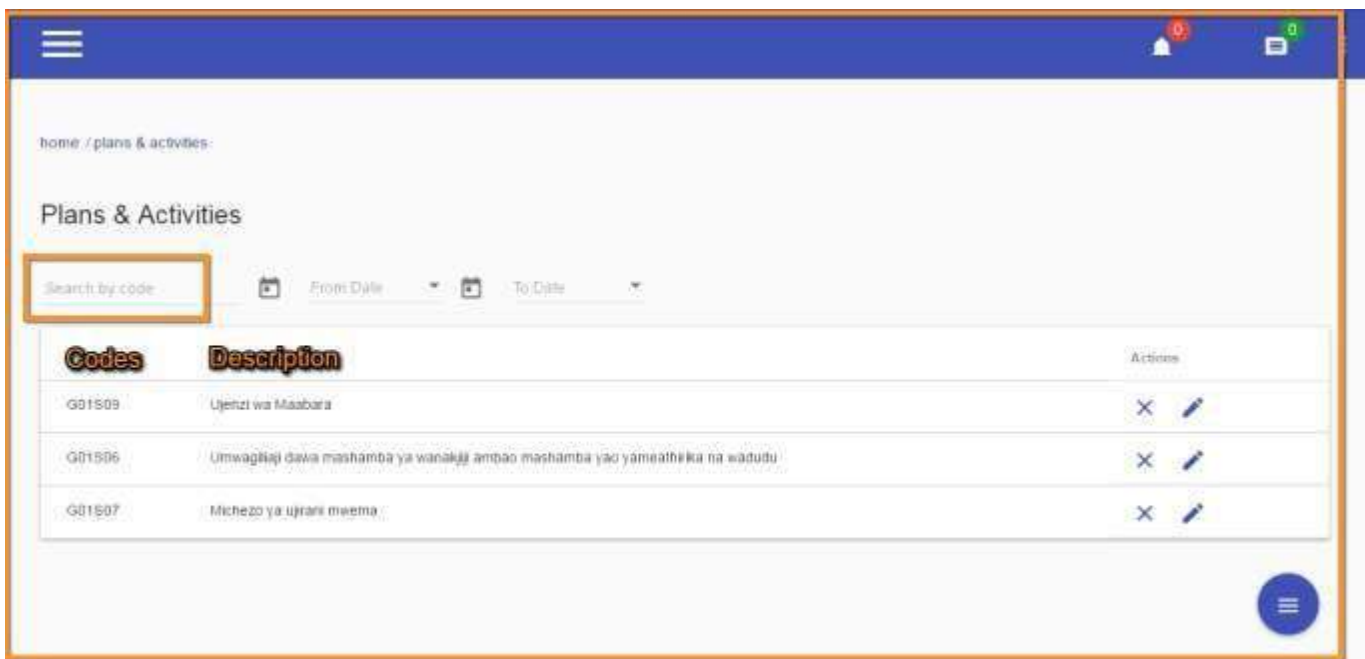 0 0
home / plans & activities
Plans & Activities
Search by code From Date To Date
Codes Description Actions
G01S09 Ujenzi wa Maabara
G01S06 Umwagiliaji dawa mashamba ya wanakijiji ambao mashamba yao yameathirika na wadudu
G01S07 Michezo ya ujirani mwema